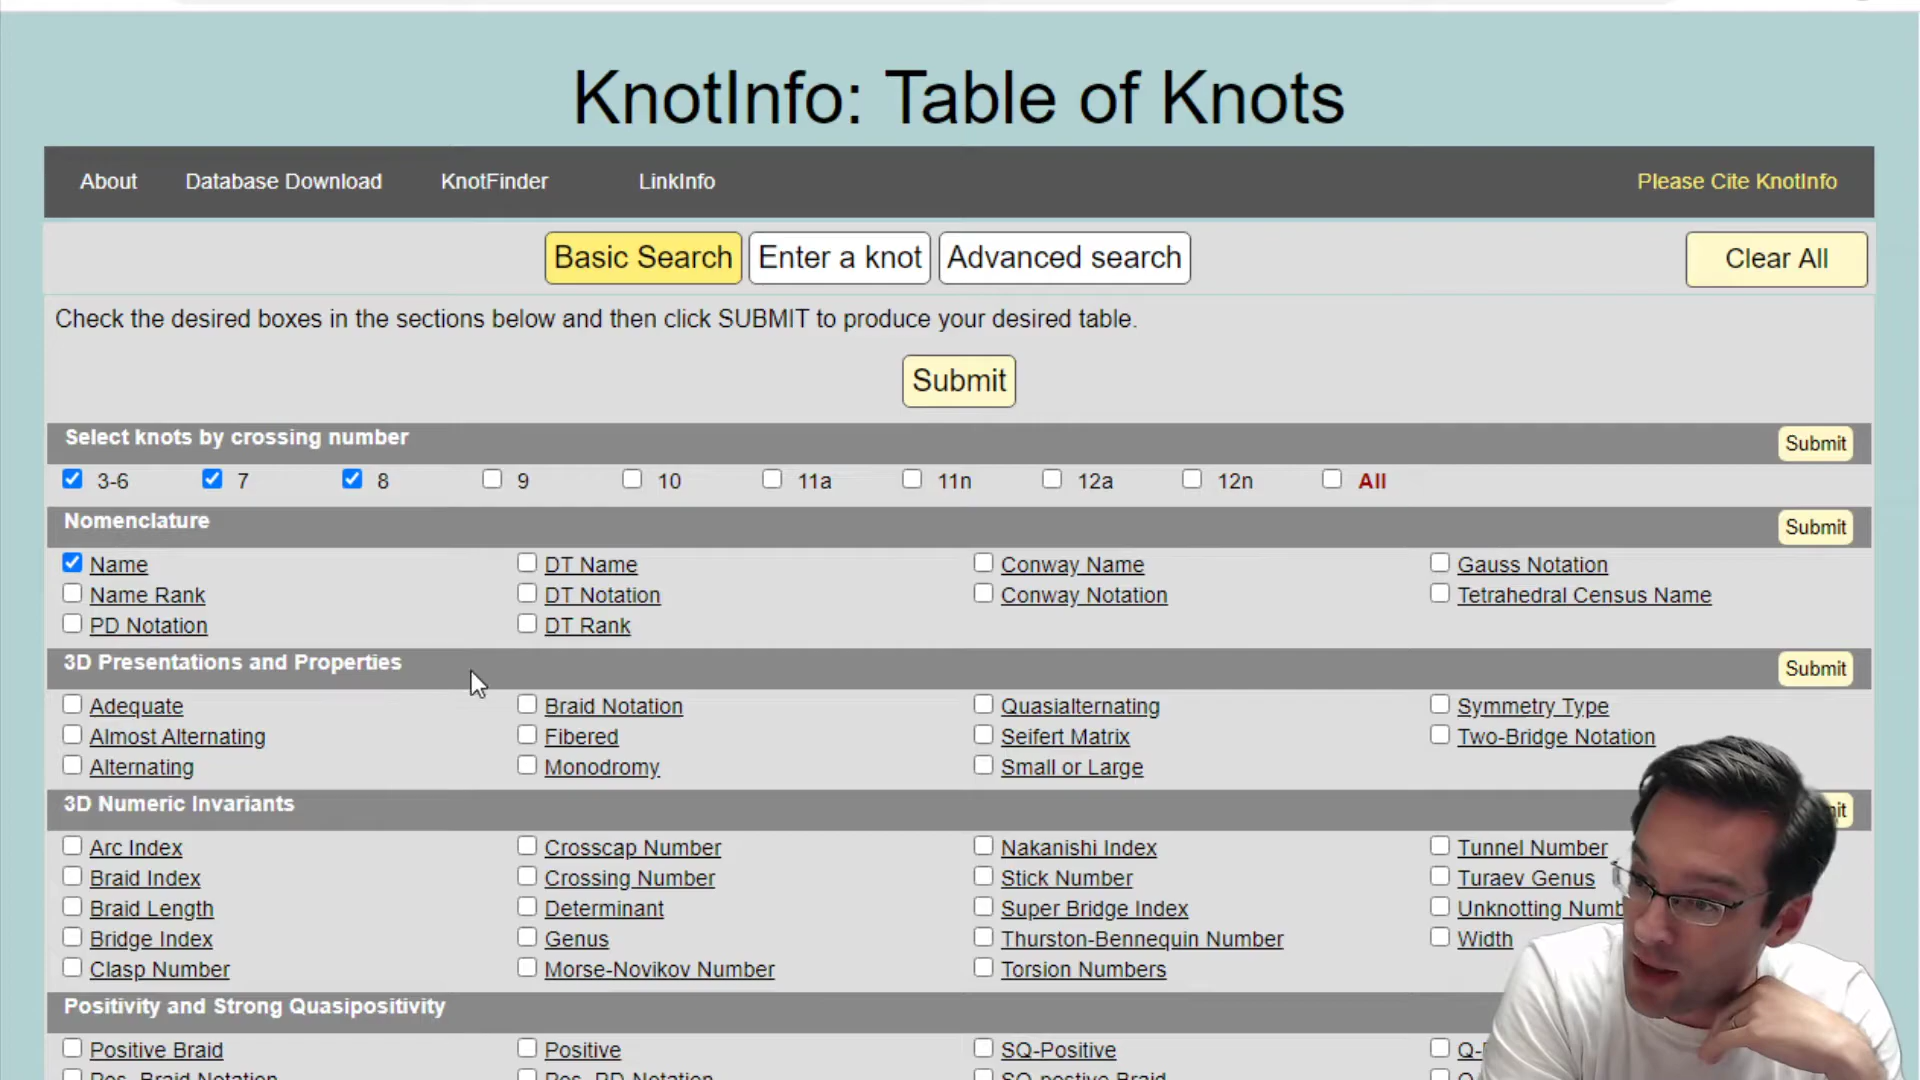 KnotInfo: Table of Knots
About Database Download KnotFinder LinkInfo Please Cite KnotInfo
Basic Search Enter a knot Advanced search Clear All
Check the desired boxes in the sections below and then click SUBMIT to produce your desired table.
Submit
Select knots by crossing number Submit
3-6 7 8 9 10 11a 11n 12a 12n All
Nomenclature Submit
Name DT Name Conway Name Gauss Notation
Name Rank DT Notation Conway Notation Tetrahedral Census Name
PD Notation DT Rank
3D Presentations and Properties Submit
Adequate Braid Notation Quasialternating Symmetry Type
Almost Alternating Fibered Seifert Matrix Two-Bridge Notation
Alternating Monodromy Small or Large
3D Numeric Invariants
Arc Index Crosscap Number Nakanishi Index Tunnel Number
Braid Index Crossing Number Stick Number Turaev Genus
Braid Length Determinant Super Bridge Index Unknotting
Bridge Index Genus Thurston-Bennequin Number Width
Clasp Number Morse-Novikov Number Torsion Numbers
Positivity and Strong Quasipositivity
Positive Braid Positive SQ-Positive